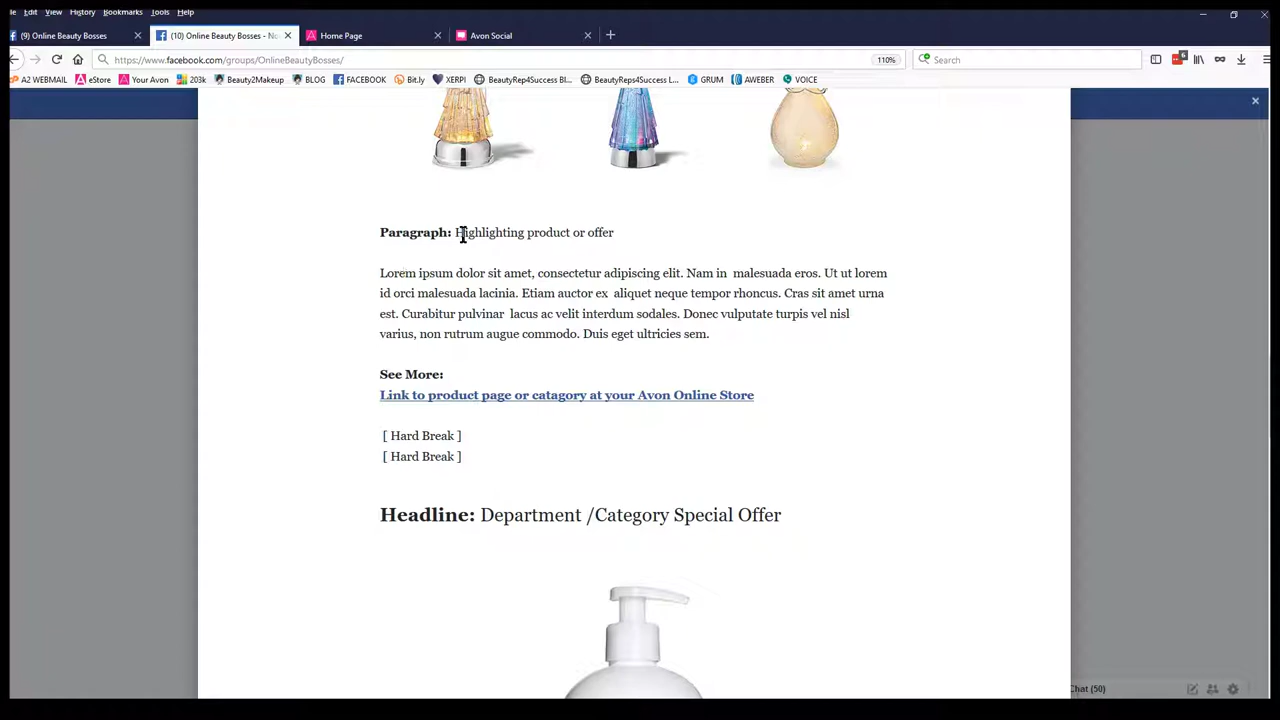 le Edit View History Bookmarks Tools Help
(9) Online Beauty Bosses × (10) Online Beauty Bosses - No × Home Page × Avon Social × +
https://www.facebook.com/groups/OnlineBeautyBosses/ 110% Search 6
A2 WEBMAIL eStore Your Avon 203k Beauty2Makeup BLOG FACEBOOK Bit.ly XERPI BeautyRep4Success Bl... BeautyReps4Success L... GRUM AWEBER VOICE
Paragraph: Highlighting product or offer
Lorem ipsum dolor sit amet, consectetur adipiscing elit. Nam in malesuada eros. Ut ut lorem
id orci malesuada lacinia. Etiam auctor ex aliquet neque tempor rhoncus. Cras sit amet urna
est. Curabitur pulvinar lacus ac velit interdum sodales. Donec vulputate turpis vel nisl
varius, non rutrum augue commodo. Duis eget ultricies sem.
See More:
Link to product page or catagory at your Avon Online Store
[ Hard Break ]
[ Hard Break ]
Headline: Department /Category Special Offer
Chat (50)